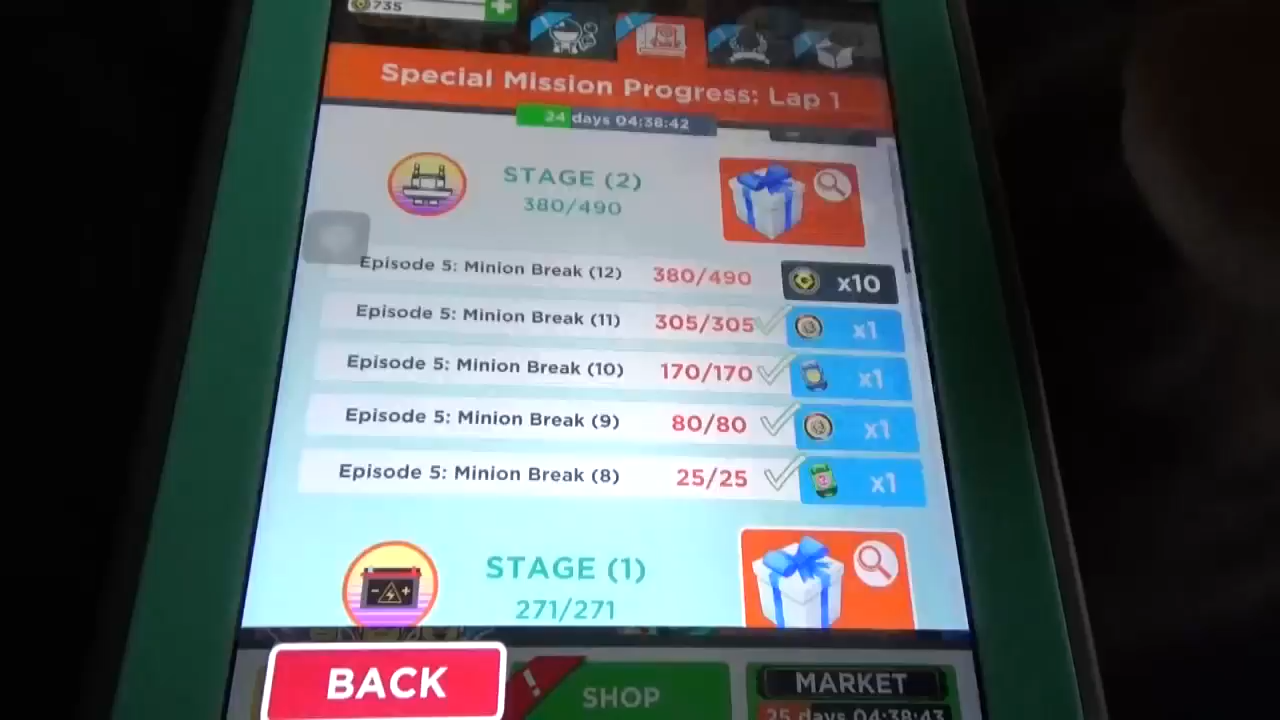 735
Special Mission Progress: Lap 1
24 days 04:38:42
STAGE (2)
380/490
Episode 5: Minion Break (12) 380/490 x10
Episode 5: Minion Break (11) 305/305 x1
Episode 5: Minion Break (10) 170/170 x1
Episode 5: Minion Break (9) 80/80 x1
Episode 5: Minion Break (8) 25/25 x1
STAGE (1)
271/271
BACK
! SHOP
MARKET
25 days 04:38:43